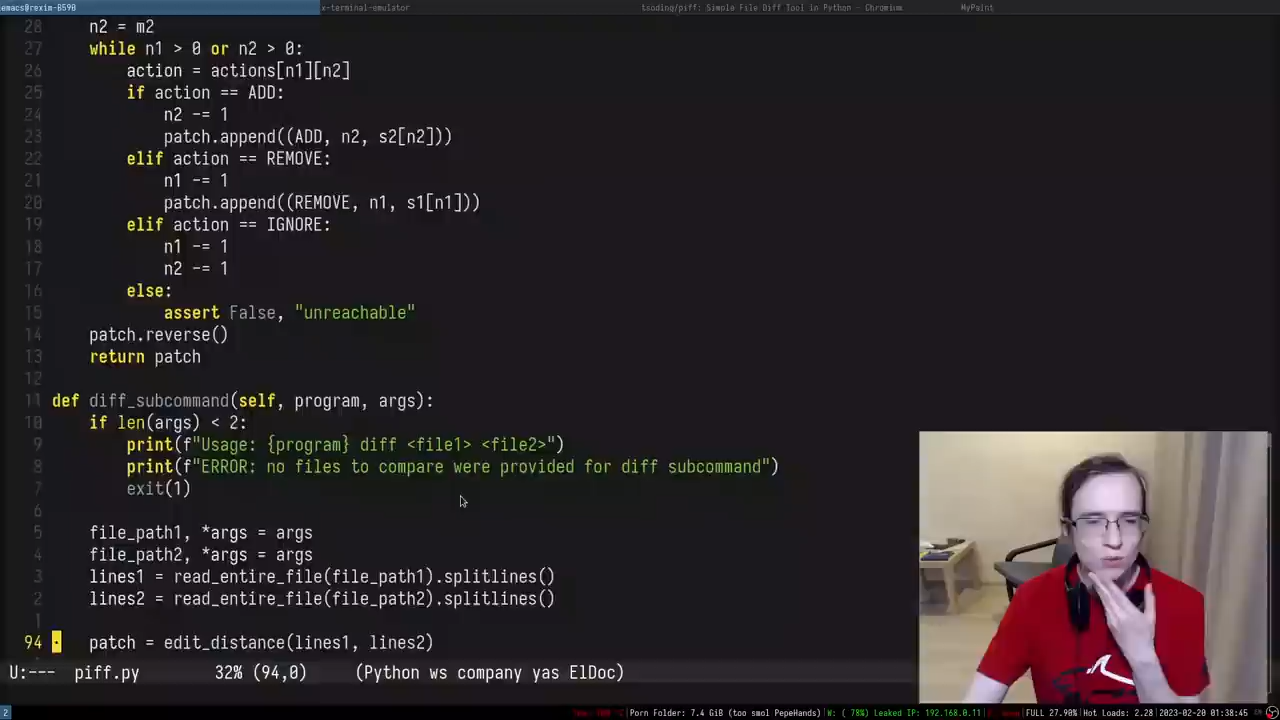 emacs@rexim-B590
x-terminal-emulator
tsoding/piff: Simple File Diff Tool in Python - Chromium
MyPaint
28 n2 = m2
27 while n1 > 0 or n2 > 0:
26 action = actions[n1][n2]
25 if action == ADD:
24 n2 -= 1
23 patch.append((ADD, n2, s2[n2]))
22 elif action == REMOVE:
21 n1 -= 1
20 patch.append((REMOVE, n1, s1[n1]))
19 elif action == IGNORE:
18 n1 -= 1
17 n2 -= 1
16 else:
15 assert False, "unreachable"
14 patch.reverse()
13 return patch
12
11 def diff_subcommand(self, program, args):
10 if len(args) < 2:
9 print(f"Usage: {program} diff <file1> <file2>")
8 print(f"ERROR: no files to compare were provided for diff subcommand")
7 exit(1)
6
5 file_path1, *args = args
4 file_path2, *args = args
3 lines1 = read_entire_file(file_path1).splitlines()
2 lines2 = read_entire_file(file_path2).splitlines()
1
94 patch = edit_distance(lines1, lines2)
U:--- piff.py 32% (94,0) (Python ws company yas ElDoc)
2
Porn Folder: 7.4 GiB (too smol PepeHands) | W: ( 78%) Leaked IP: 192.168.0.11 | FULL 27.90% | Hot Loads: 2.28 | 2023-02-20 01:38:45